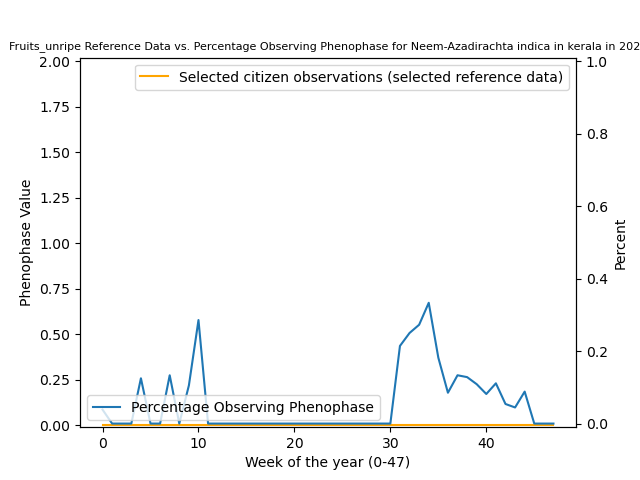 Fruits_unripe Reference Data vs. Percentage Observing Phenophase for Neem-Azadirachta indica in kerala in 202
2.00
1.75
1.50
1.25
1.00
0.75
0.50
0.25
0.00
Phenophase Value
Selected citizen observations (selected reference data)
Percentage Observing Phenophase
1.0
0.8
0.6
0.4
0.2
0.0
Percent
0 10 20 30 40
Week of the year (0-47)